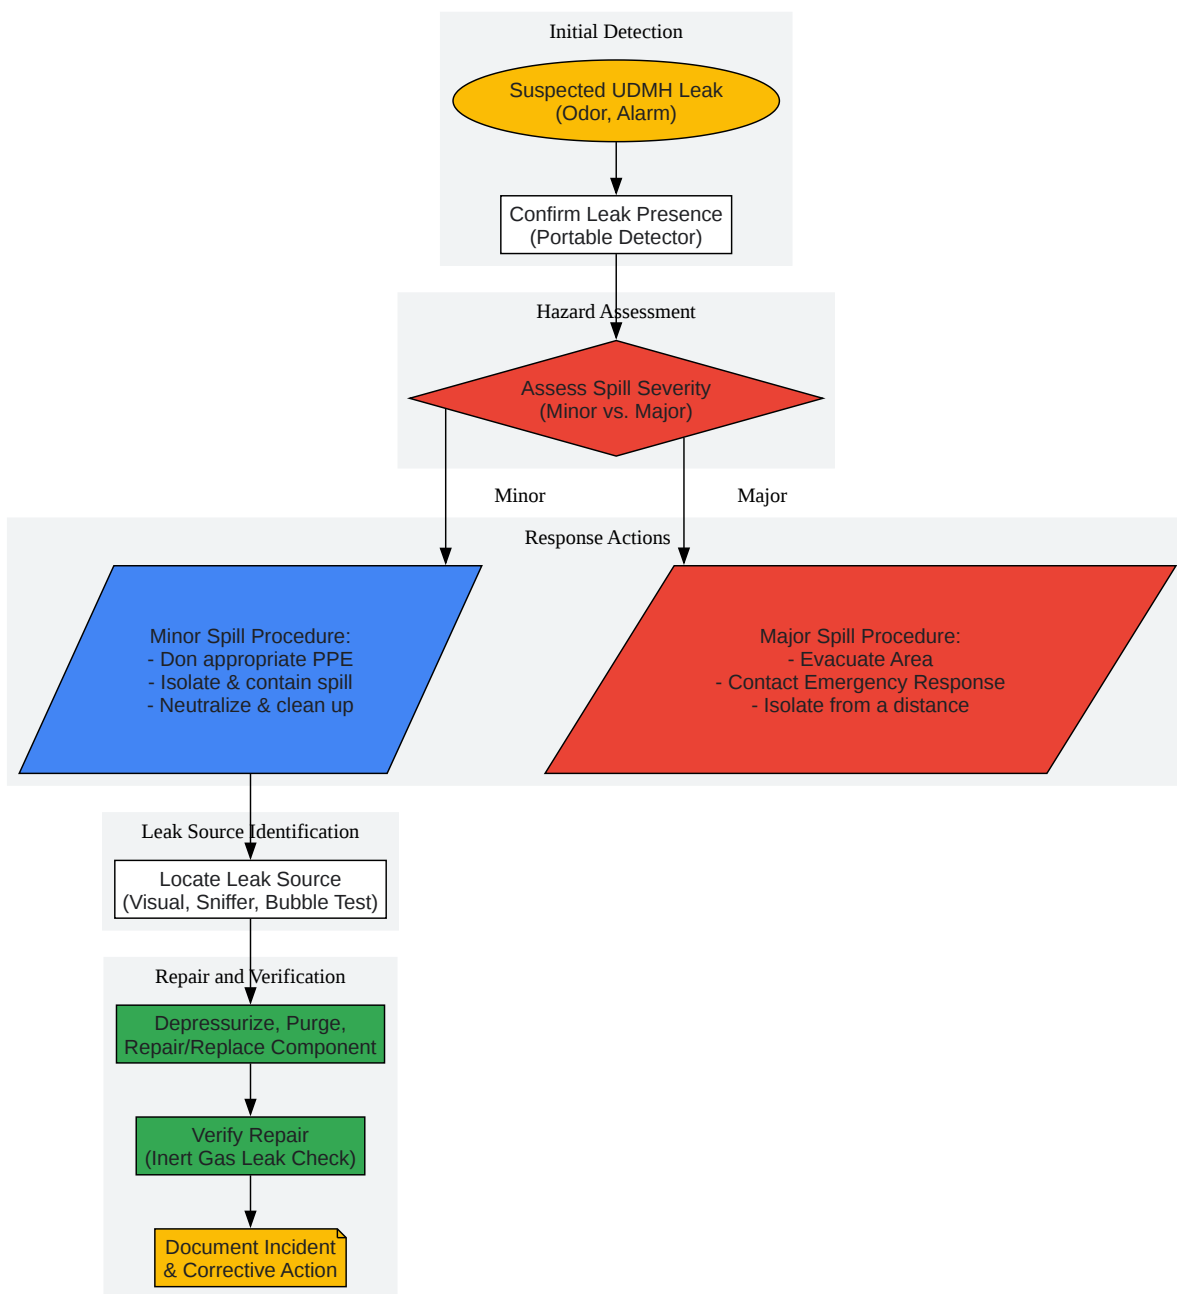 Initial Detection
Suspected UDMH Leak
(Odor, Alarm)
Confirm Leak Presence
(Portable Detector)
Hazard Assessment
Assess Spill Severity
(Minor vs. Major)
Minor
Major
Response Actions
Minor Spill Procedure:
- Don appropriate PPE
- Isolate & contain spill
- Neutralize & clean up
Major Spill Procedure:
- Evacuate Area
- Contact Emergency Response
- Isolate from a distance
Leak Source Identification
Locate Leak Source
(Visual, Sniffer, Bubble Test)
Repair and Verification
Depressurize, Purge,
Repair/Replace Component
Verify Repair
(Inert Gas Leak Check)
Document Incident
& Corrective Action